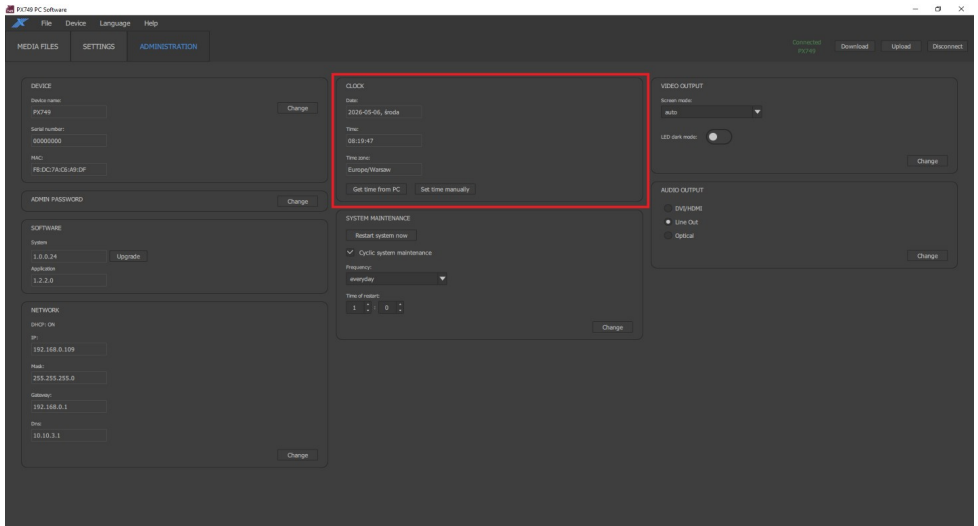 PX749 PC Software
File Device Language Help
MEDIA FILES SETTINGS ADMINISTRATION
Connected
Download Upload Disconnect
DEVICE
Device name:
PX749
Change
Serial number:
00000000
MAC:
F8:DC:7A:C6:A9:DF
ADMIN PASSWORD
Change
SOFTWARE
System
1.0.0.24
Upgrade
Application
1.2.2.0
NETWORK
DHCP: ON
IP:
192.168.0.109
Mask:
255.255.255.0
Gateway:
192.168.0.1
Dns:
10.10.3.1
Change
CLOCK
Date:
2026-05-06, środa
Time:
08:19:47
Time zone:
Europe/Warsaw
Get time from PC Set time manually
SYSTEM MAINTENANCE
Restart system now
Cyclic system maintenance
Frequency:
everyday
Time of restart:
1 : 0
Change
VIDEO OUTPUT
Screen mode:
auto
LED dark mode:
Change
AUDIO OUTPUT
DVI/HDMI
Line Out
Optical
Change